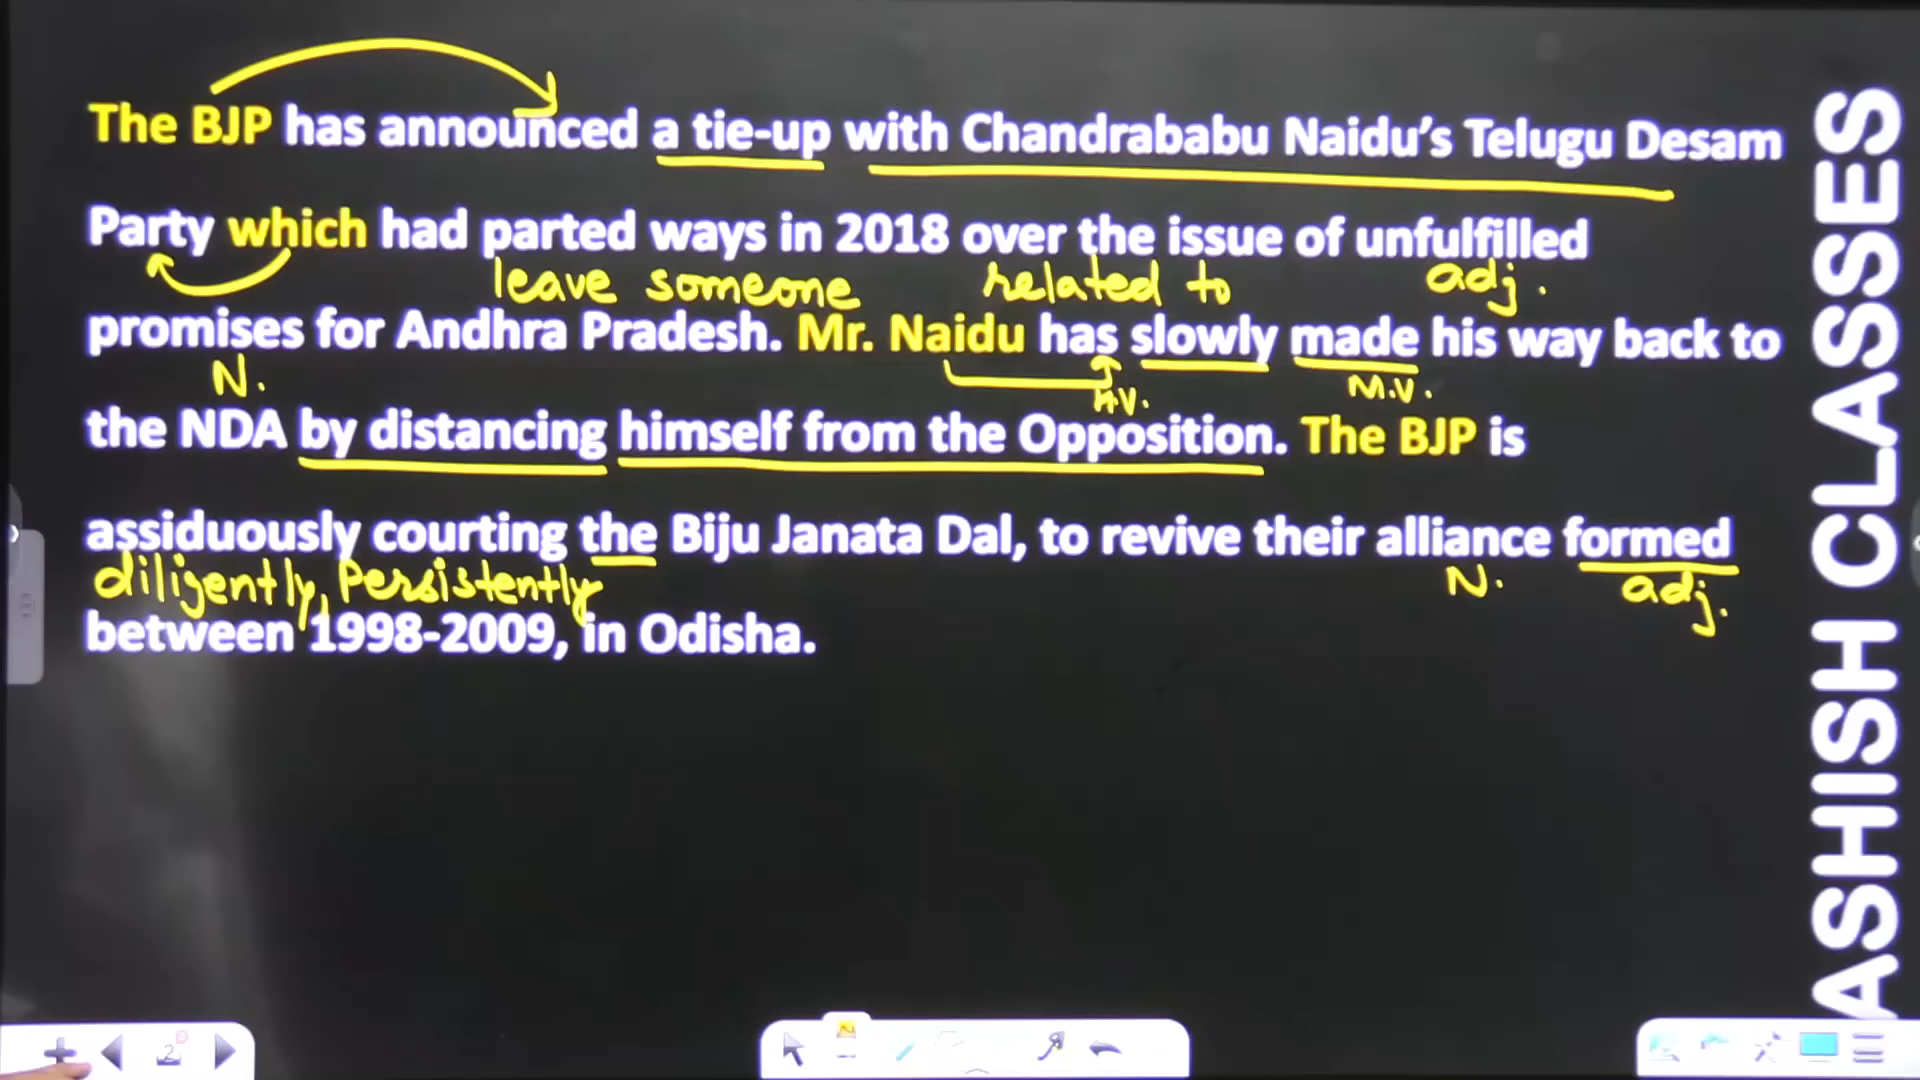 The BJP has announced a tie-up with Chandrababu Naidu's Telugu Desam
Party which had parted ways in 2018 over the issue of unfulfilled
leave someone related to adj.
promises for Andhra Pradesh. Mr. Naidu has slowly made his way back to
N. H.V. M.V.
the NDA by distancing himself from the Opposition. The BJP is
assiduously courting the Biju Janata Dal, to revive their alliance formed
diligently, Persistently N. adj.
between 1998-2009, in Odisha.
ASHISH CLASSES
2